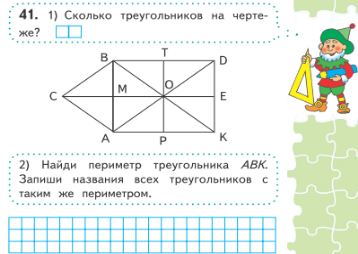 41. 1) Сколько треугольников на черте-
же?
B T D
C M O E
A P K
2) Найди периметр треугольника ABK.
Запиши названия всех треугольников с
таким же периметром.